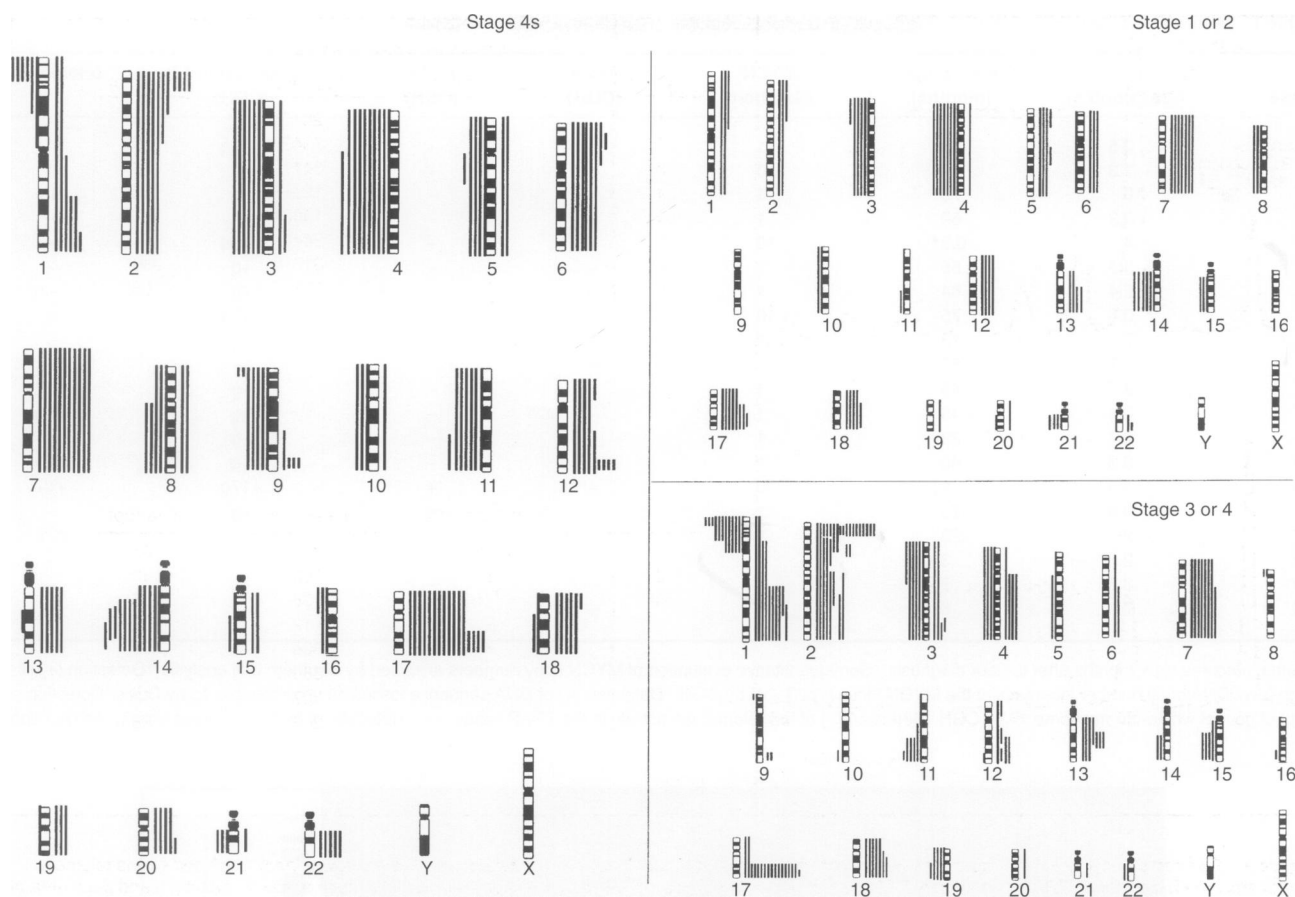 Stage 4s
1 2 3 4 5 6
7 8 9 10 11 12
13 14 15 16 17 18
19 20 21 22 Y X
Stage 1 or 2
1 2 3 4 5 6 7 8
9 10 11 12 13 14 15 16
17 18 19 20 21 22 Y X
Stage 3 or 4
1 2 3 4 5 6 7 8
9 10 11 12 13 14 15 16
17 18 19 20 21 22 Y X